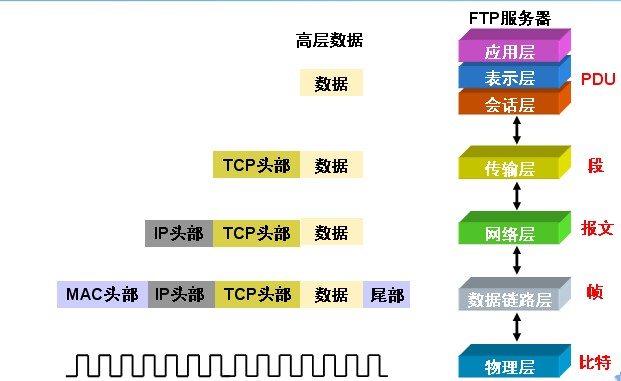 FTP服务器
高层数据
应用层
数据
表示层
PDU
会话层
TCP头部 数据
传输层
段
IP头部 TCP头部 数据
网络层
报文
MAC头部 IP头部 TCP头部 数据 尾部
数据链路层
帧
物理层
比特